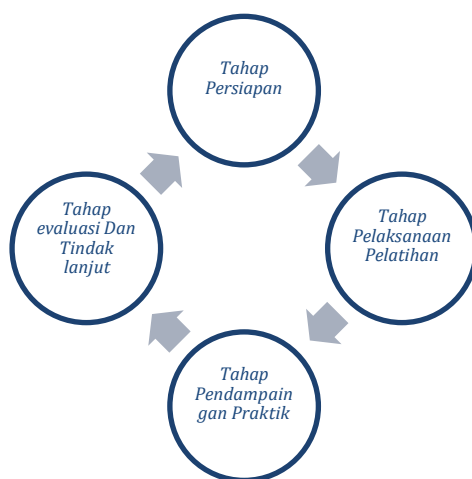 Tahap
Persiapan
Tahap
Pelaksanaan
Pelatihan
Tahap
Pendampain
gan Praktik
Tahap
evaluasi Dan
Tindak
lanjut